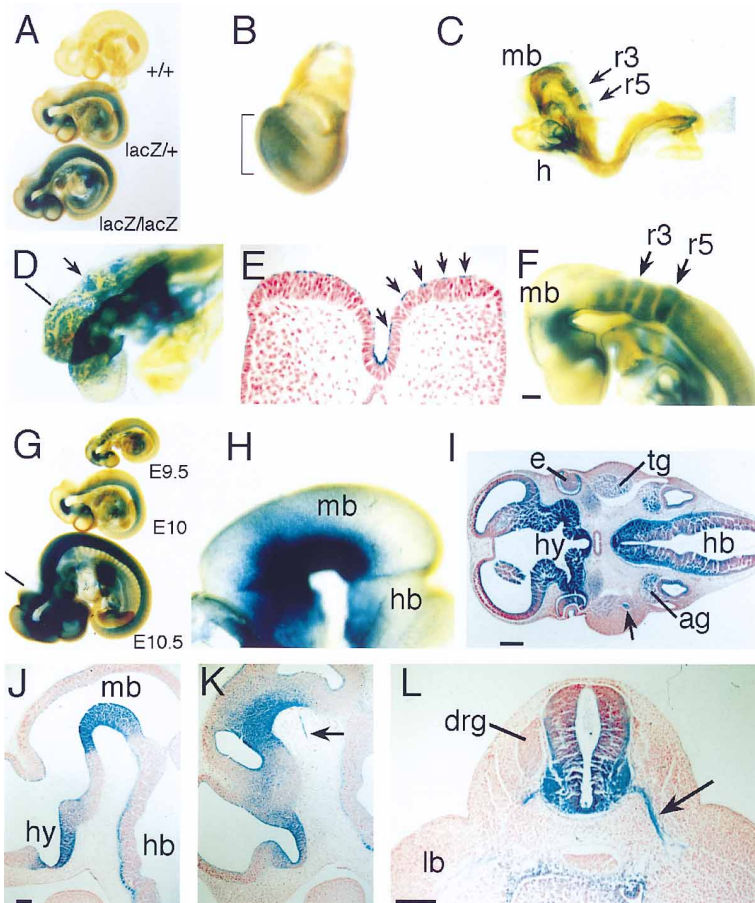 A
+/+
lacZ/+
lacZ/lacZ
B
C
mb
r3
r5
h
D
E
F
r3
r5
mb
G
E9.5
E10
E10.5
H
mb
hb
I
e
tg
hy
hb
ag
J
mb
hy
hb
K
L
drg
lb